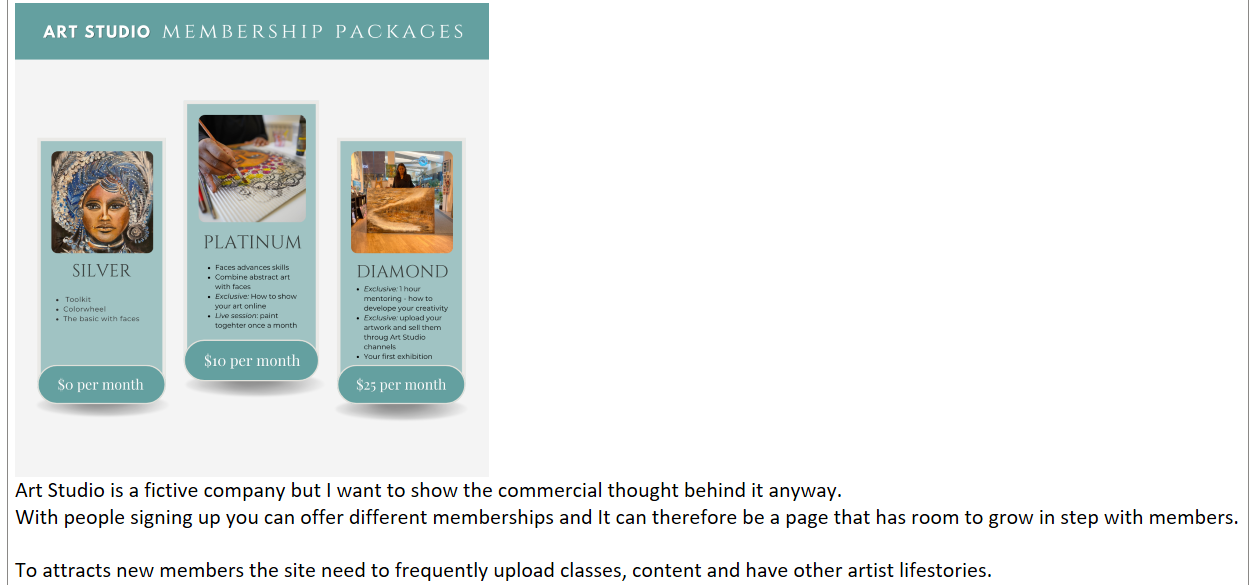 ART STUDIO MEMBERSHIP PACKAGES
SILVER
• Toolkit
• Colorwheel
• The basic with faces
$0 per month
PLATINUM
• Faces advances skills
• Combine abstract art
with faces
• Exclusive: How to show
your art online
• Live session: paint
togehter once a month
$10 per month
DIAMOND
• Exclusive: 1 hour
mentoring - how to
develope your creativity
• Exclusive: upload your
artwork and sell them
throug Art Studio
channels
• Your first exhibition
$25 per month
Art Studio is a fictive company but I want to show the commercial thought behind it anyway.
With people signing up you can offer different memberships and It can therefore be a page that has room to grow in step with members.
To attracts new members the site need to frequently upload classes, content and have other artist lifestories.